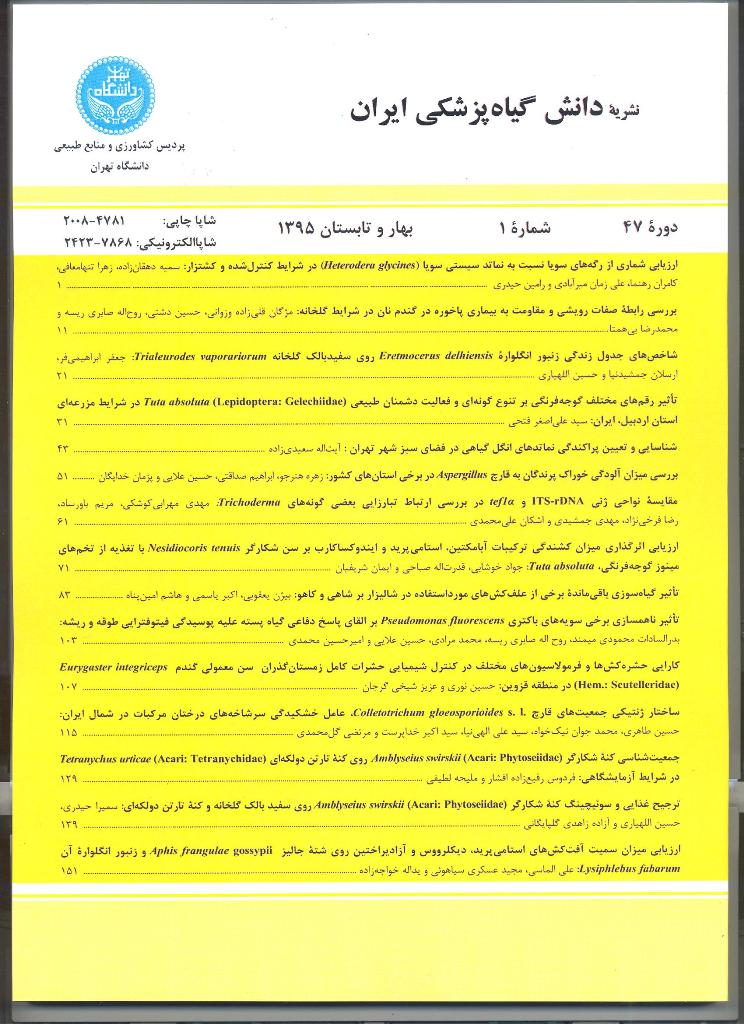 تهران
دانشگاه
نشریۀ دانش گیاه‌پزشکی ایران
پردیس کشاورزی و منابع طبیعی
دانشگاه تهران
دورۀ ۴۷ شمارۀ ۱ بهار و تابستان ۱۳۹۵ شاپا چاپی: ۴۷۸۱-۲۰۰۸
شاپاالکترونیکی: ۷۸۶۸-۲۴۲۳
ارزیابی شماری از رگه‌های سویا نسبت به نماتد سیستی سویا (Heterodera glycines) در شرایط کنترل‌شده و کشتزار: سمیه دهقان‌زاده، زهرا تنهامعافی،
کامران رهنما، علی زمان میرآبادی و رامین حیدری ۱
بررسی رابطۀ صفات رویشی و مقاومت به بیماری پاخوره در گندم نان در شرایط گلخانه: مژگان قلی‌زاده وزوانی، حسین دشتی، روح‌اله صابری ریسه و
محمدرضا بی‌همتا ۱۱
شاخص‌های جدول زندگی زنبور انگلوارۀ Eretmocerus delhiensis روی سفیدبالک گلخانه Trialeurodes vaporariorum: جعفر ابراهیمی‌فر،
ارسلان جمشیدنیا و حسین اللهیاری ۲۱
تأثیر رقم‌های مختلف گوجه‌فرنگی بر تنوع گونه‌ای و فعالیت دشمنان طبیعی Tuta absoluta (Lepidoptera: Gelechiidae) در شرایط مزرعه‌ای
استان اردبیل، ایران: سید علی‌اصغر فتحی ۳۱
شناسایی و تعیین پراکندگی نماتدهای انگل گیاهی در فضای سبز شهر تهران : آیت‌اله سعیدی‌زاده ۴۳
بررسی میزان آلودگی خوراک پرندگان به قارچ Aspergillus در برخی استان‌های کشور: زهره هنرجو، ابراهیم صداقتی، حسین علایی و پژمان خدایگان ۵۱
مقایسۀ نواحی ژنی ITS-rDNA و tef1α در بررسی ارتباط تبارزایی بعضی گونه‌های Trichoderma: مهدی مهرابی‌کوشکی، مریم باورساد،
رضا فرخی‌نژاد، مهدی جمشیدی و اشکان علی‌محمدی ۶۱
ارزیابی اثرگذاری میزان کشندگی ترکیبات آبامکتین، استامی‌پرید و ایندوکساکارب بر سن شکارگر Nesidiocoris tenuis با تغذیه از تخم‌های
مینوز گوجه‌فرنگی، Tuta absoluta: جواد خوشابی، قدرت‌اله صباحی و ایمان شریفیان ۷۱
تأثیر گیاه‌سوزی باقی‌ماندۀ برخی از علف‌کش‌های مورداستفاده در شالیزار بر شاهی و کاهو: بیژن یعقوبی، اکبر یاسمی و هاشم امین‌پناه ۸۳
تأثیر ناهمسازی برخی سویه‌های باکتری Pseudomonas fluorescens بر القای پاسخ دفاعی گیاه پسته علیه پوسیدگی فیتوفترایی طوقه و ریشه:
بدرالسادات محمودی میمند، روح اله صابری ریسه، محمد مرادی، حسین علایی و امیرحسین محمدی ۱۰۳
کارایی حشره‌کش‌ها و فرمولاسیون‌های مختلف در کنترل شیمیایی حشرات کامل زمستان‌گذران سن معمولی گندم Eurygaster integriceps
(Hem.: Scutelleridae) در منطقه قزوین: حسین نوری و عزیز شیخی گرجان ۱۰۷
ساختار ژنتیکی جمعیت‌های قارچ Colletotrichum gloeosporioides s. l.، عامل خشکیدگی سرشاخه‌های درختان مرکبات در شمال ایران:
حسین طاهری، محمد جوان نیک‌خواه، سید علی الهی‌نیا، سید اکبر خداپرست و مرتضی گل‌محمدی ۱۱۵
جمعیت‌شناسی کنۀ شکارگر Amblyseius swirskii (Acari: Phytoseiidae) روی کنۀ تارتن دولکه‌ای Tetranychus urticae (Acari: Tetranychidae)
در شرایط آزمایشگاهی: فردوس رفیع‌زاده افشار و ملیحه لطیفی ۱۲۹
ترجیح غذایی و سوئیچینگ کنۀ شکارگر Amblyseius swirskii (Acari: Phytoseiidae) روی سفید بالک گلخانه و کنۀ تارتن دولکه‌ای: سمیرا حیدری،
حسین اللهیاری و آزاده زاهدی گلپایگانی ۱۳۹
ارزیابی میزان سمیت آفت‌کش‌های استامی‌پرید، دیکلرووس و آزادیراختین روی شتۀ جالیز Aphis frangulae gossypii و زنبور انگلوارۀ آن
Lysiphlebus fabarum: علی الماسی، مجید عسکری سیاهوئی و یداله خواجه‌زاده ۱۵۱